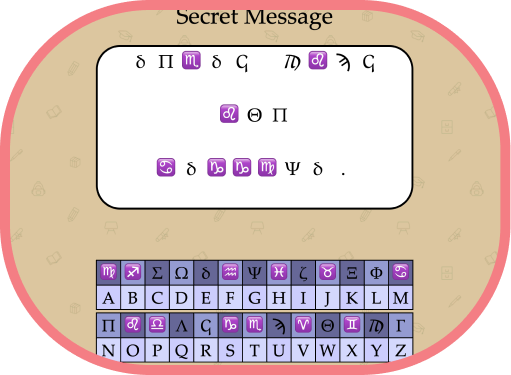 Secret Message
δ Π ♏ δ Ϛ ₯ ♌ ϡ Ϛ
♌ Θ Π
♋ δ ♑ ♑ ♍ Ψ δ .
♍ ♐ Σ Ω δ ♒ Ψ ♓ ζ ♉ Ξ Φ ♋
A B C D E F G H I J K L M
Π ♌ ♎ Λ Ϛ ♑ ♏ ϡ ♈ Θ ♊ ₯ Γ
N O P Q R S T U V W X Y Z